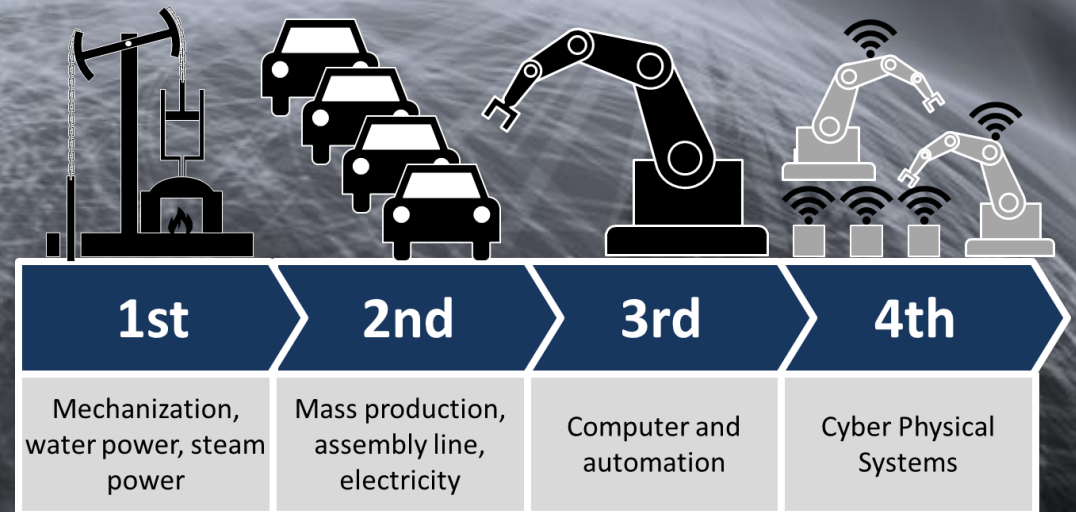 1st
2nd
3rd
4th
Mechanization,
water power, steam
power
Mass production,
assembly line,
electricity
Computer and
automation
Cyber Physical
Systems